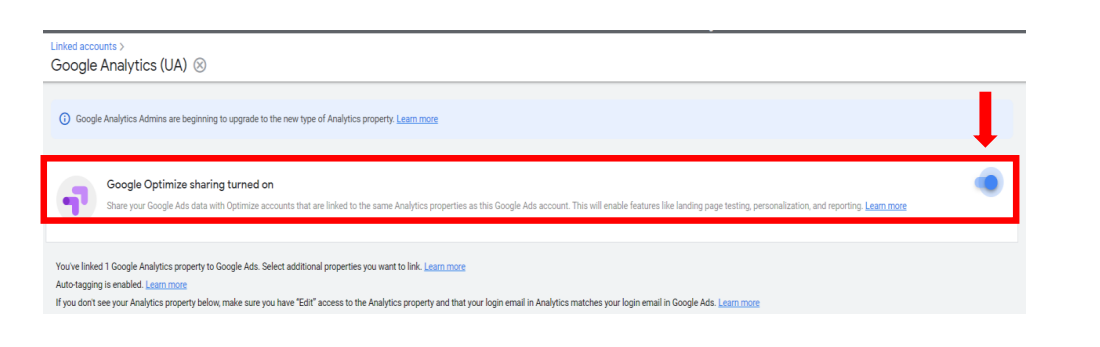 Linked accounts >
Google Analytics (UA)
Google Analytics Admins are beginning to upgrade to the new type of Analytics property. Learn more
Google Optimize sharing turned on
Share your Google Ads data with Optimize accounts that are linked to the same Analytics properties as this Google Ads account. This will enable features like landing page testing, personalization, and reporting. Learn more
You've linked 1 Google Analytics property to Google Ads. Select additional properties you want to link. Learn more
Auto-tagging is enabled. Learn more
If you don't see your Analytics property below, make sure you have "Edit" access to the Analytics property and that your login email in Analytics matches your login email in Google Ads. Learn more